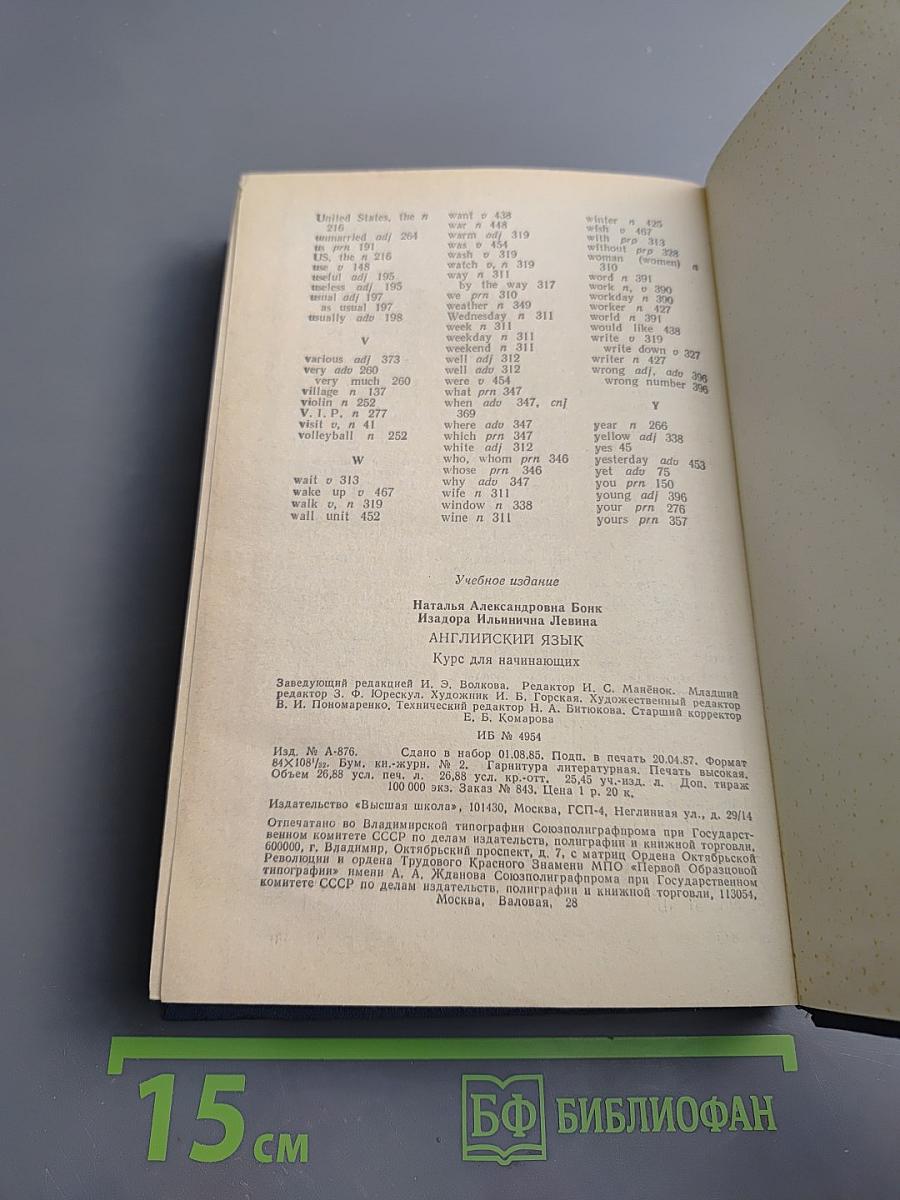 United States, the n
216
unmarried adj 264
us prn 191
US, the n 216
use v 148
useful adj 195
useless adj 195
usual adj 197
as usual 197
usually adv 198
V
various adj 373
very adv 260
very much 260
village n 137
violin n 252
V. I. P. n 277
visit v, n 41
volleyball n 252
W
wait v 313
wake up v 467
walk v, n 319
wall unit 452
want v 438
war n 448
warm adj 319
was v 454
wash v 319
watch v, n 319
way n 311
by the way 317
we prn 310
weather n 349
Wednesday n 311
week n 311
weekday n 311
weekend n 311
well adj 312
well adv 312
were v 454
what prn 347
when adv 347, cnj
369
where adv 347
which prn 347
white adj 312
who, whom prn 346
whose prn 346
why adv 347
wife n 311
window n 338
wine n 311
winter n 425
wish v 467
with prp 313
without prp 328
woman (women) n
310
word n 391
work n, v 390
workday n 390
worker n 427
world n 391
would like 438
write v 319
write down v 327
writer n 427
wrong adj, adv 396
wrong number 396
Y
year n 266
yellow adj 338
yes 45
yesterday adv 453
yet adv 75
you prn 150
young adj 396
your prn 276
yours prn 357
Учебное издание
Наталья Александровна Бонк
Изадора Ильинична Левина
АНГЛИЙСКИЙ ЯЗЫК
Курс для начинающих
Заведующий редакцией И. Э. Волкова. Редактор И. С. Манёнок. Младший
редактор З. Ф. Юрескул. Художник И. Б. Горская. Художественный редактор
В. И. Пономаренко. Технический редактор Н. А. Битюкова. Старший корректор
Е. Б. Комарова
ИБ № 4954
Изд. № А-876. Сдано в набор 01.08.85. Подп. в печать 20.04.87. Формат
84×108¹/₃₂. Бум. кн.-журн. № 2. Гарнитура литературная. Печать высокая.
Объем 26,88 усл. печ. л. 26,88 усл. кр.-отт. 25,45 уч.-изд. л. Доп. тираж
100 000 экз. Заказ № 843. Цена 1 р. 20 к.
Издательство «Высшая школа», 101430, Москва, ГСП-4, Неглинная ул., д. 29/14
Отпечатано во Владимирской типографии Союзполиграфпрома при Государст-
венном комитете СССР по делам издательств, полиграфии и книжной торговли.
600000, г. Владимир, Октябрьский проспект, д. 7, с матриц Ордена Октябрьской
Революции и ордена Трудового Красного Знамени МПО «Первой Образцовой
типографии» имени А. А. Жданова Союзполиграфпрома при Государственном
комитете СССР по делам издательств, полиграфии и книжной торговли, 113054,
Москва, Валовая, 28
15 см
БФ БИБЛИОФАН